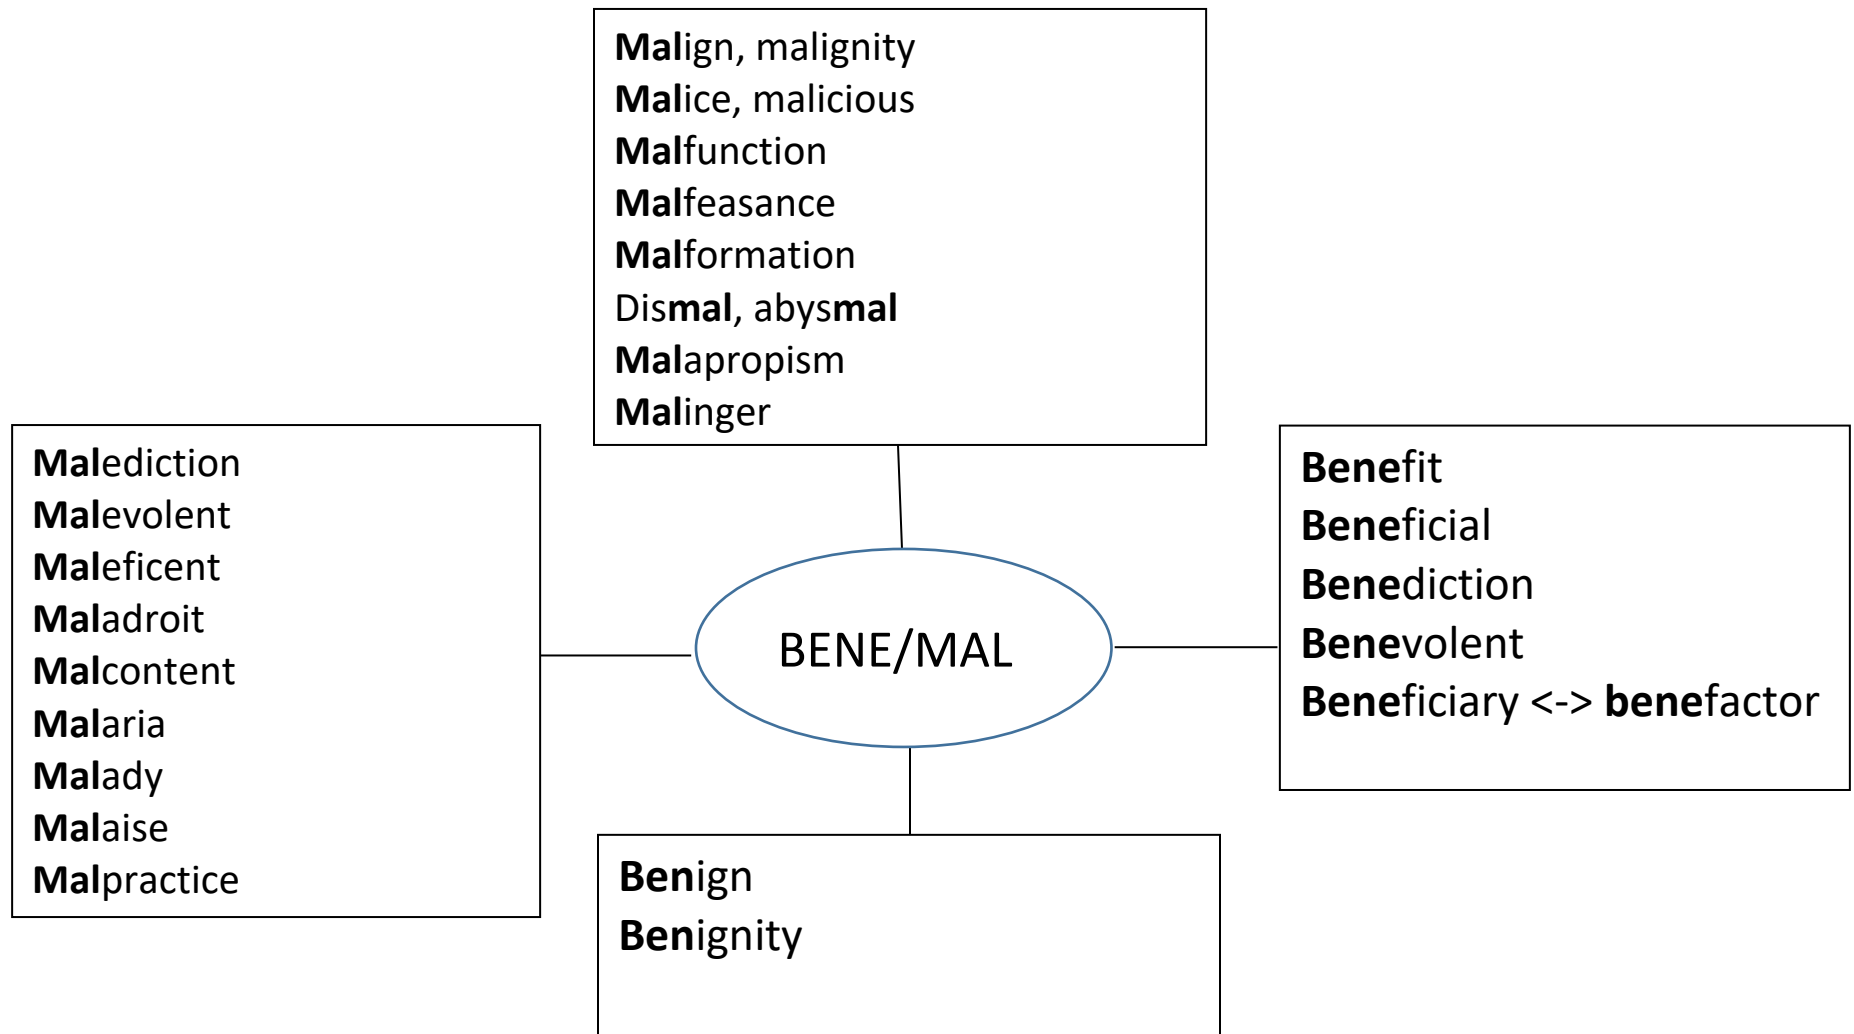 Malign, malignity
Malice, malicious
Malfunction
Malfeasance
Malformation
Dismal, abysmal
Malapropism
Malinger
Malediction
Malevolent
Maleficent
Maladroit
Malcontent
Malaria
Malady
Malaise
Malpractice
BENE/MAL
Benefit
Beneficial
Benediction
Benevolent
Beneficiary <-> benefactor
Benign
Benignity